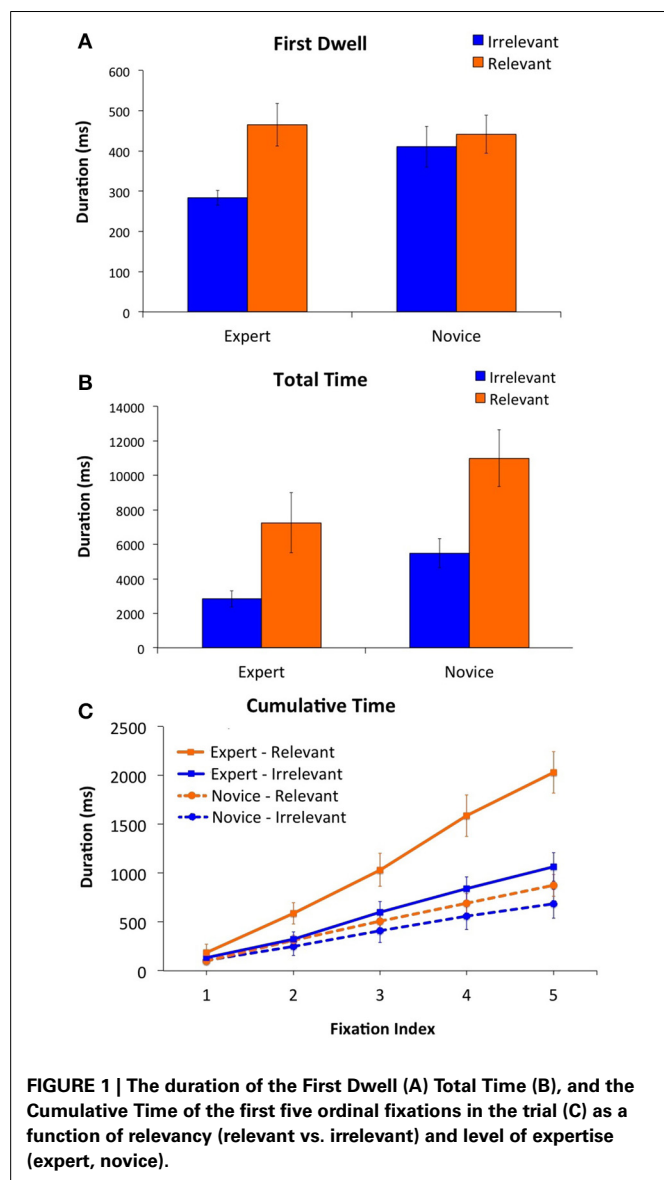 A
First Dwell
Irrelevant
Relevant
Duration (ms)
600
500
400
300
200
100
0
Expert
Novice
B
Total Time
Irrelevant
Relevant
Duration (ms)
14000
12000
10000
8000
6000
4000
2000
0
Expert
Novice
C
Cumulative Time
Expert - Relevant
Expert - Irrelevant
Novice - Relevant
Novice - Irrelevant
Duration (ms)
2500
2000
1500
1000
500
0
1 2 3 4 5
Fixation Index
FIGURE 1 | The duration of the First Dwell (A) Total Time (B), and the
Cumulative Time of the first five ordinal fixations in the trial (C) as a
function of relevancy (relevant vs. irrelevant) and level of expertise
(expert, novice).